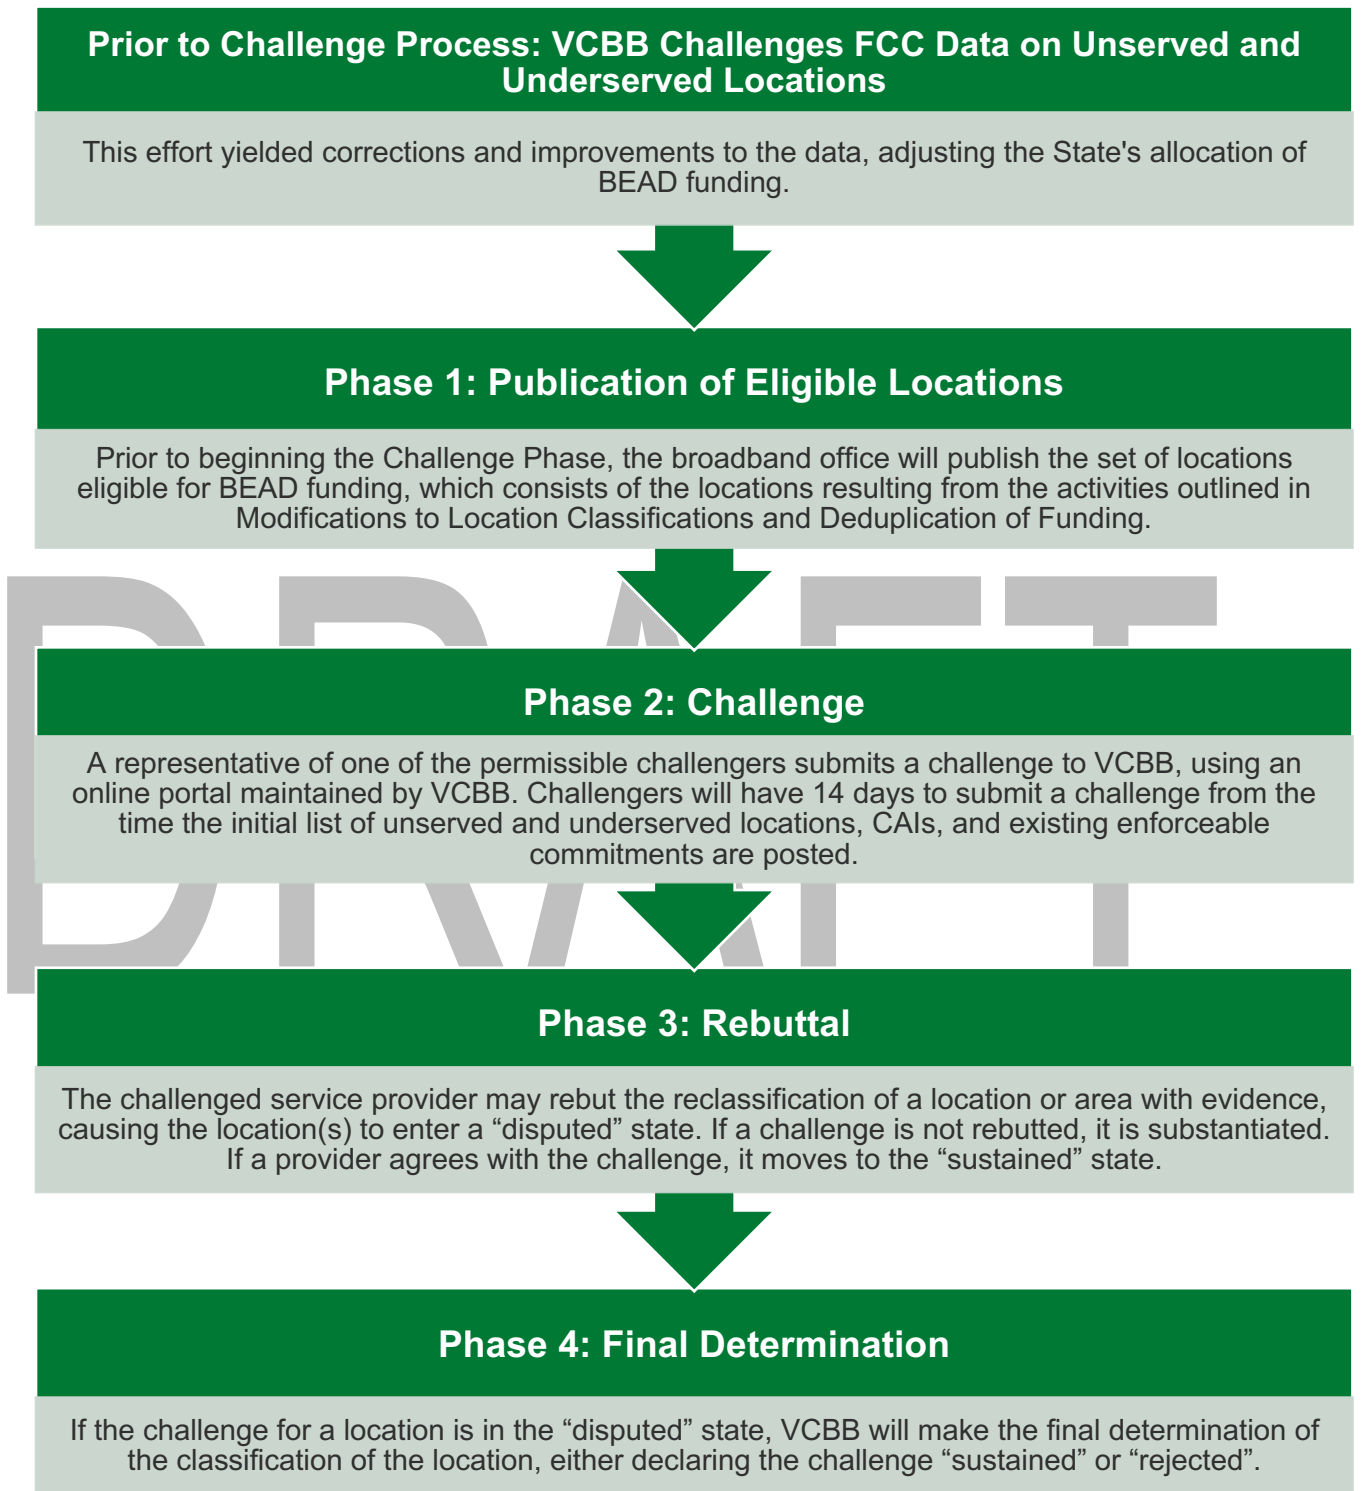 Prior to Challenge Process: VCBB Challenges FCC Data on Unserved and
Underserved Locations
This effort yielded corrections and improvements to the data, adjusting the State's allocation of
BEAD funding.
Phase 1: Publication of Eligible Locations
Prior to beginning the Challenge Phase, the broadband office will publish the set of locations
eligible for BEAD funding, which consists of the locations resulting from the activities outlined in
Modifications to Location Classifications and Deduplication of Funding.
DRAFT
Phase 2: Challenge
A representative of one of the permissible challengers submits a challenge to VCBB, using an
online portal maintained by VCBB. Challengers will have 14 days to submit a challenge from the
time the initial list of unserved and underserved locations, CAIs, and existing enforceable
commitments are posted.
Phase 3: Rebuttal
The challenged service provider may rebut the reclassification of a location or area with evidence,
causing the location(s) to enter a “disputed” state. If a challenge is not rebutted, it is substantiated.
If a provider agrees with the challenge, it moves to the “sustained” state.
Phase 4: Final Determination
If the challenge for a location is in the “disputed” state, VCBB will make the final determination of
the classification of the location, either declaring the challenge “sustained” or “rejected”.